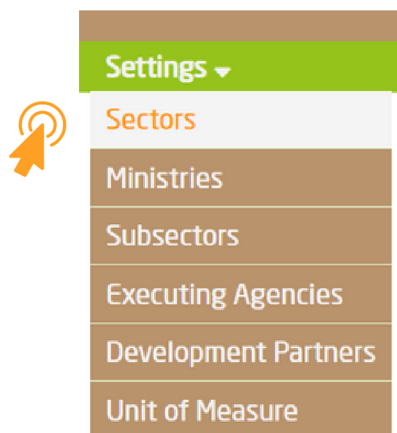 Settings
Sectors
Ministries
Subsectors
Executing Agencies
Development Partners
Unit of Measure